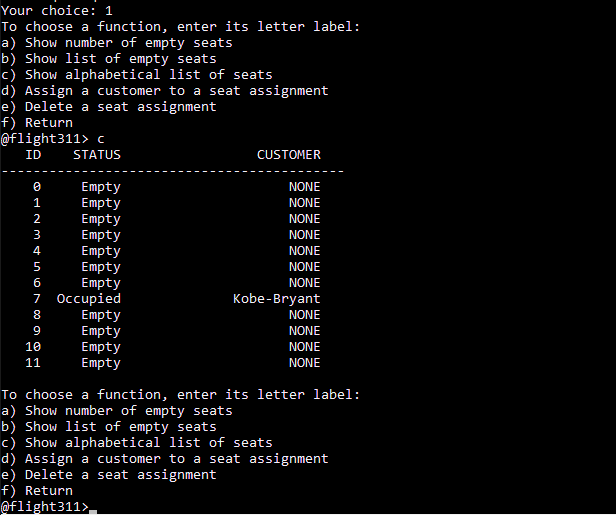 Your choice: 1
To choose a function, enter its letter label:
a) Show number of empty seats
b) Show list of empty seats
c) Show alphabetical list of seats
d) Assign a customer to a seat assignment
e) Delete a seat assignment
f) Return
@flight311> c
ID STATUS CUSTOMER
-------------------------------------------
0 Empty NONE
1 Empty NONE
2 Empty NONE
3 Empty NONE
4 Empty NONE
5 Empty NONE
6 Empty NONE
7 Occupied Kobe-Bryant
8 Empty NONE
9 Empty NONE
10 Empty NONE
11 Empty NONE
To choose a function, enter its letter label:
a) Show number of empty seats
b) Show list of empty seats
c) Show alphabetical list of seats
d) Assign a customer to a seat assignment
e) Delete a seat assignment
f) Return
@flight311>